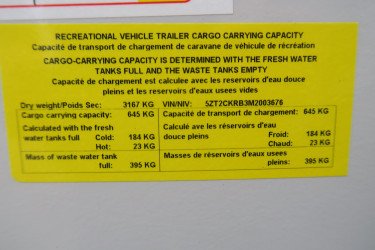 RECREATIONAL VEHICLE TRAILER CARGO CARRYING CAPACITY
Capacité de transport de chargement de caravane de véhicule de récréation
CARGO-CARRYING CAPACITY IS DETERMINED WITH THE FRESH WATER
TANKS FULL AND THE WASTE TANKS EMPTY
Capacité de chargement est calculee avec les reservoirs d'eau douce
pleins et les reservoirs d'eaux usees vides
Dry weight/Poids Sec: 3167 KG VIN/NIV: 5ZT2CKRB3M2003676
Cargo carrying capacity: 645 KG
Calculated with the fresh
water tanks full Cold: 184 KG
Hot: 23 KG
Mass of waste water tank
full: 395 KG
Capacité de transport de chargement: 645 KG
Calculé avec les réservoirs d'eau
douce pleins Froid: 184 KG
Chaud: 23 KG
Masses de réservoirs d'eaux usees
pleins: 395 KG